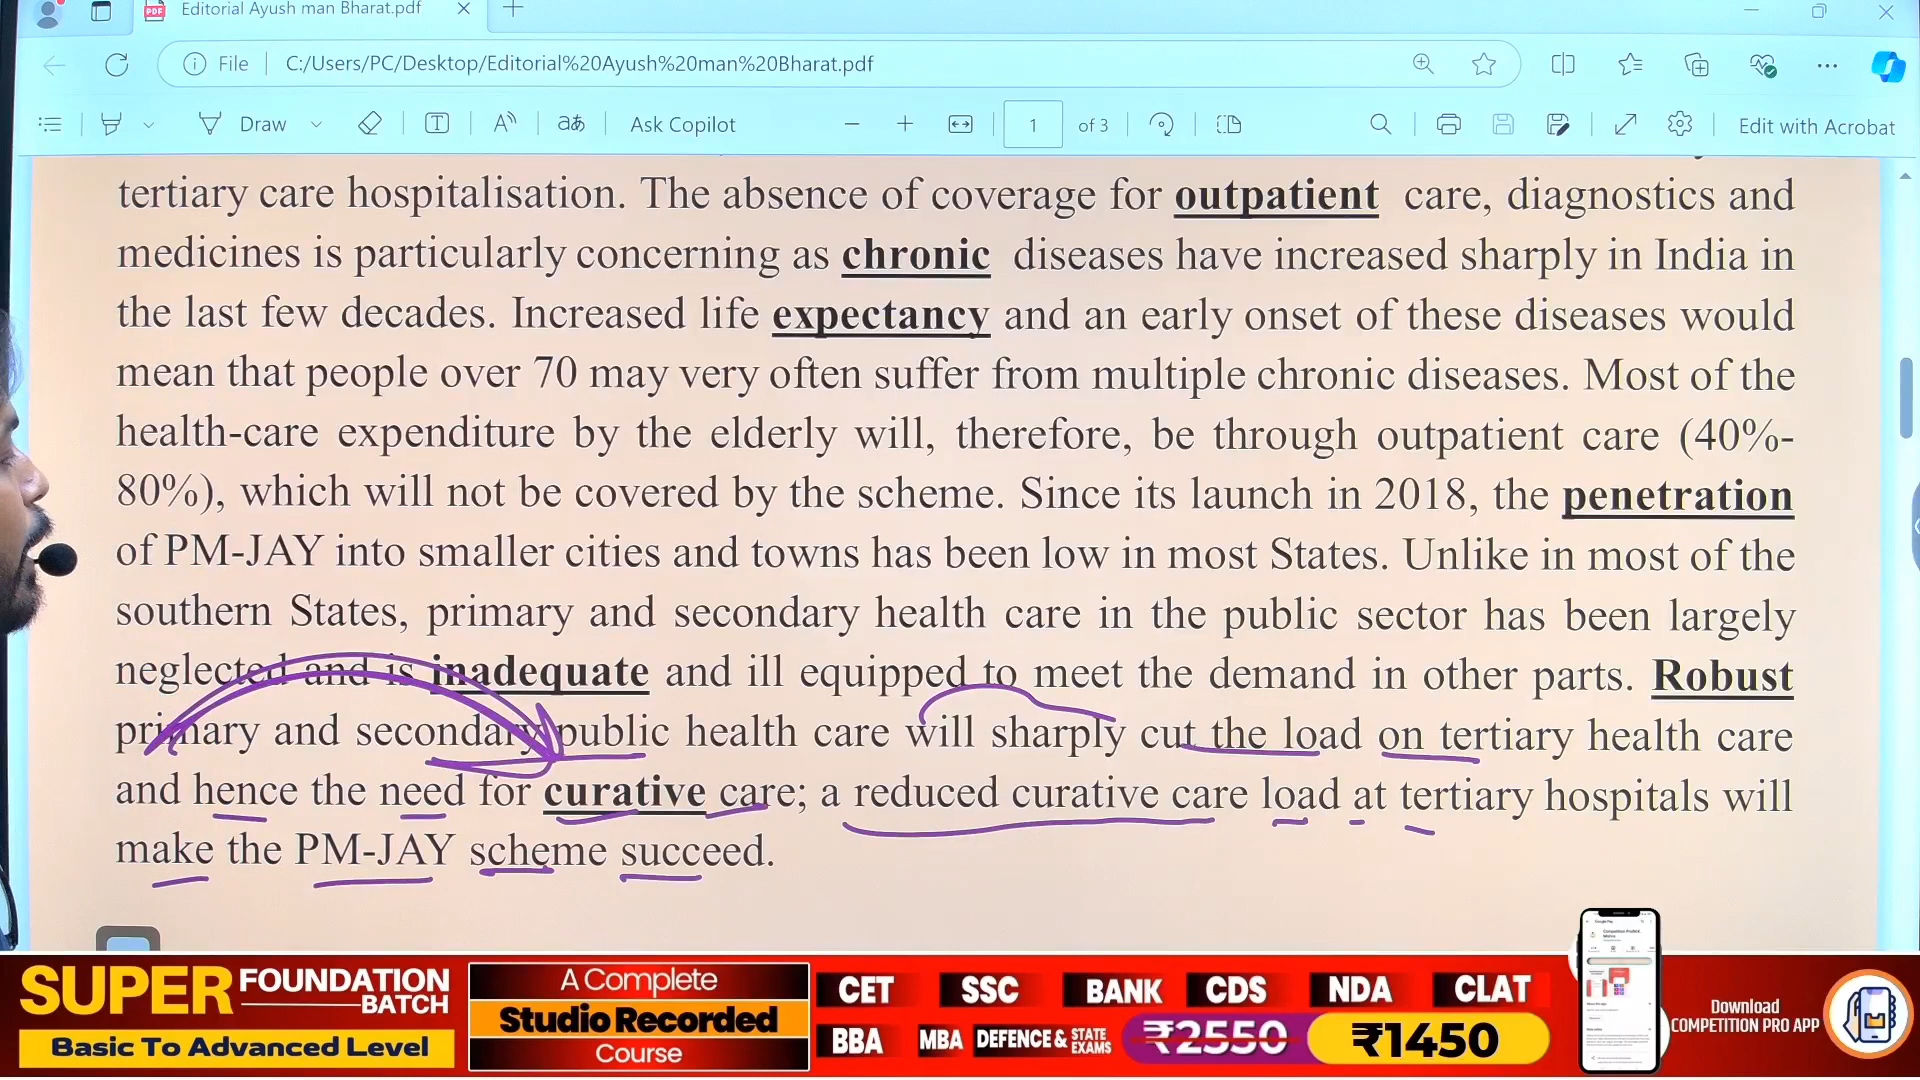 Editorial Ayush man Bharat.pdf
File
C:/Users/PC/Desktop/Editorial%20Ayush%20man%20Bharat.pdf
Draw
Ask Copilot
1
of 3
Edit with Acrobat
tertiary care hospitalisation. The absence of coverage for outpatient care, diagnostics and
medicines is particularly concerning as chronic diseases have increased sharply in India in
the last few decades. Increased life expectancy and an early onset of these diseases would
mean that people over 70 may very often suffer from multiple chronic diseases. Most of the
health-care expenditure by the elderly will, therefore, be through outpatient care (40%-
80%), which will not be covered by the scheme. Since its launch in 2018, the penetration
of PM-JAY into smaller cities and towns has been low in most States. Unlike in most of the
southern States, primary and secondary health care in the public sector has been largely
neglected and is inadequate and ill equipped to meet the demand in other parts. Robust
primary and secondary public health care will sharply cut the load on tertiary health care
and hence the need for curative care; a reduced curative care load at tertiary hospitals will
make the PM-JAY scheme succeed.
SUPER FOUNDATION BATCH
Basic To Advanced Level
A Complete
Studio Recorded
Course
CET SSC BANK CDS NDA CLAT
BBA MBA DEFENCE & STATE EXAMS ₹2550 ₹1450
Download
COMPETITION PRO APP